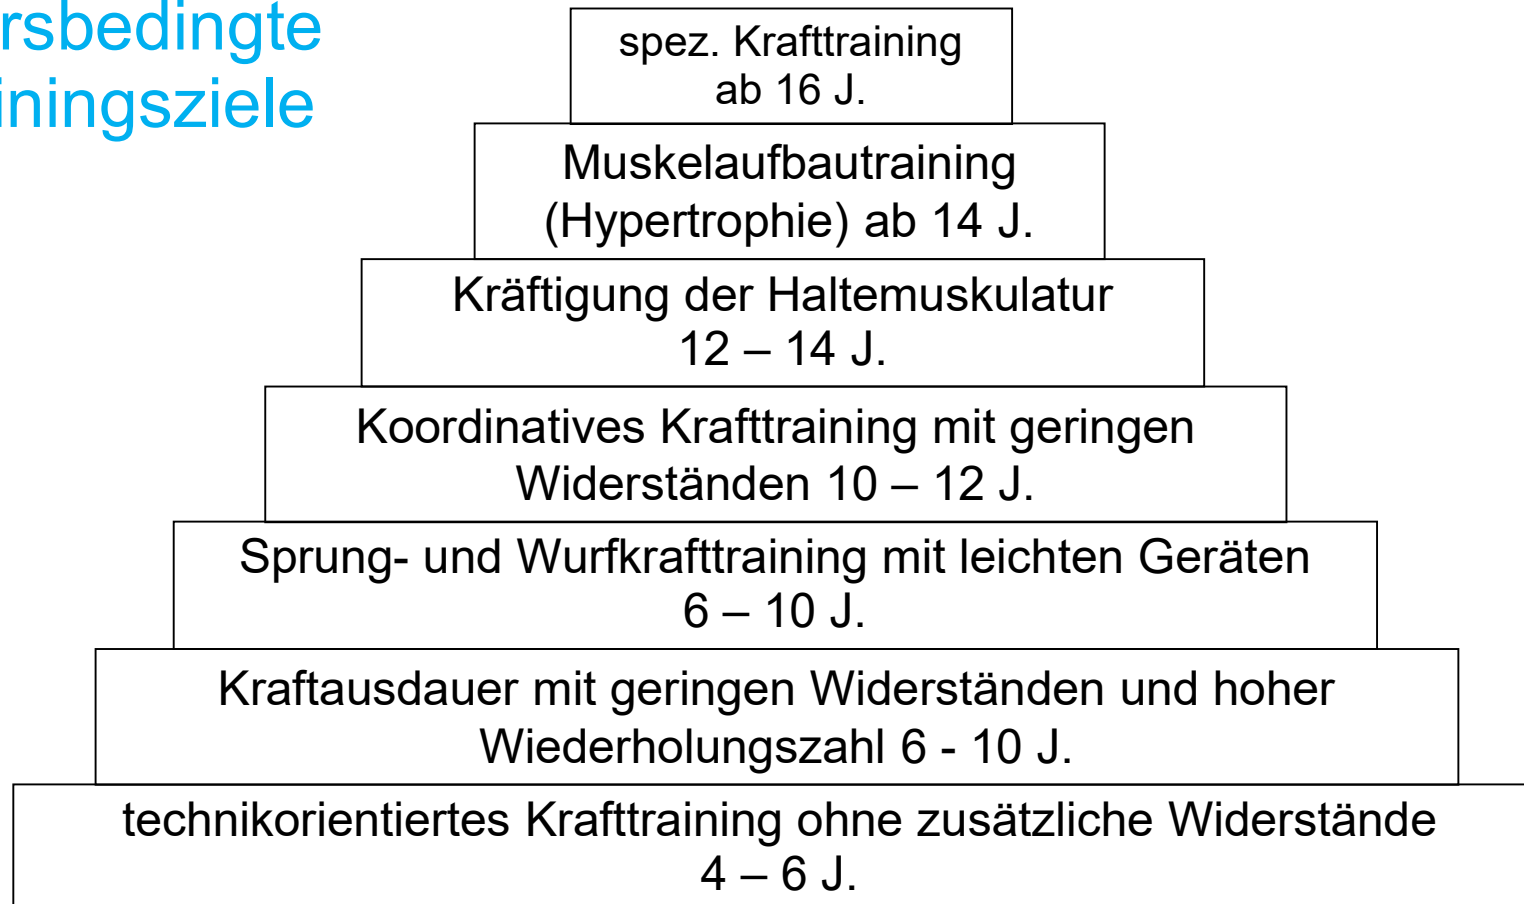 rsbedingte
iningsziele
spez. Krafttraining
ab 16 J.
Muskelaufbautraining
(Hypertrophie) ab 14 J.
Kräftigung der Haltemuskulatur
12 – 14 J.
Koordinatives Krafttraining mit geringen
Widerständen 10 – 12 J.
Sprung- und Wurfkrafttraining mit leichten Geräten
6 – 10 J.
Kraftausdauer mit geringen Widerständen und hoher
Wiederholungszahl 6 - 10 J.
technikorientiertes Krafttraining ohne zusätzliche Widerstände
4 – 6 J.